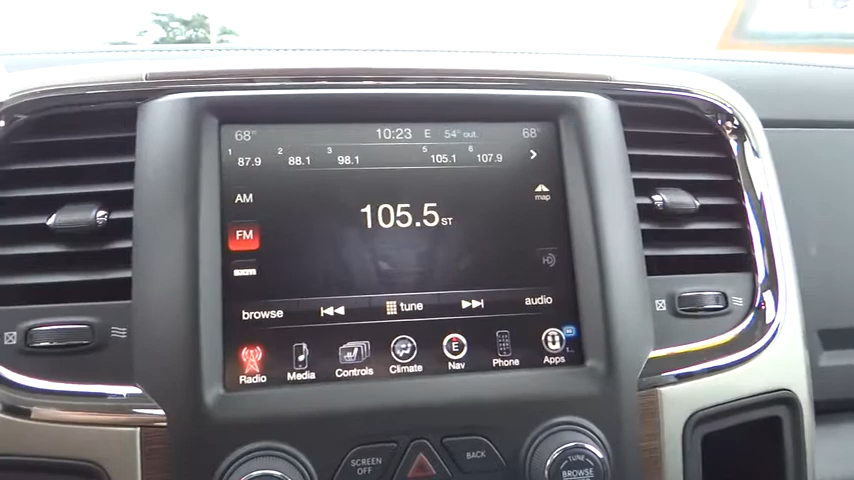 68° 10:23 E 54° out 68°
1 87.9 2 88.1 3 98.1 5 105.1 6 107.9
AM
map
105.5 ST
FM
sxm
browse tune audio
Radio Media Controls Climate E Nav Phone Apps
SCREEN OFF BACK TUNE
BROWSE